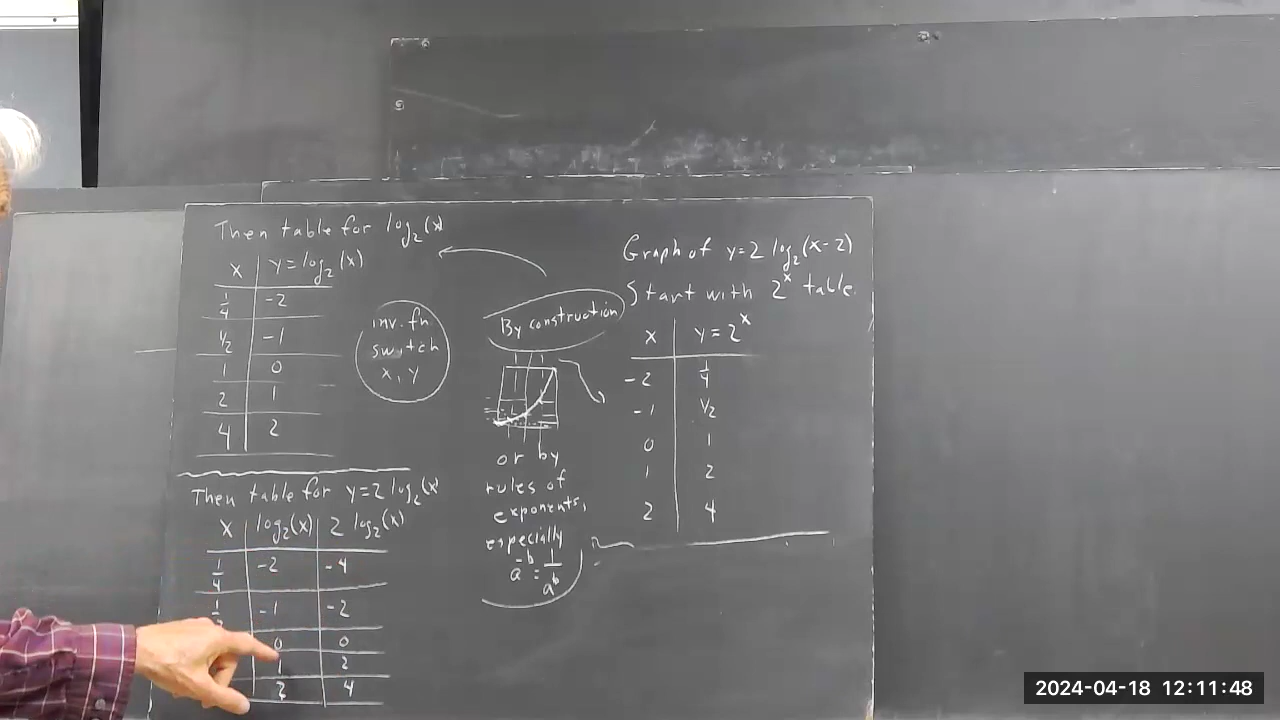 Then table for log₂(x)
x y=log₂(x)
1/4 -2
1/2 -1
1 0
2 1
4 2
inv. fn
switch
x, y
Then table for y=2 log₂(x)
x log₂(x) 2 log₂(x)
1/4 -2 -4
-1 -2
0 0
1 2
2 4
By construction
or by
rules of
exponents,
especially
a^-b = 1/a^b
Graph of y=2 log₂(x-2)
Start with 2^x table.
x y=2^x
-2 1/4
-1 1/2
0 1
1 2
2 4
2024-04-18 12:11:48